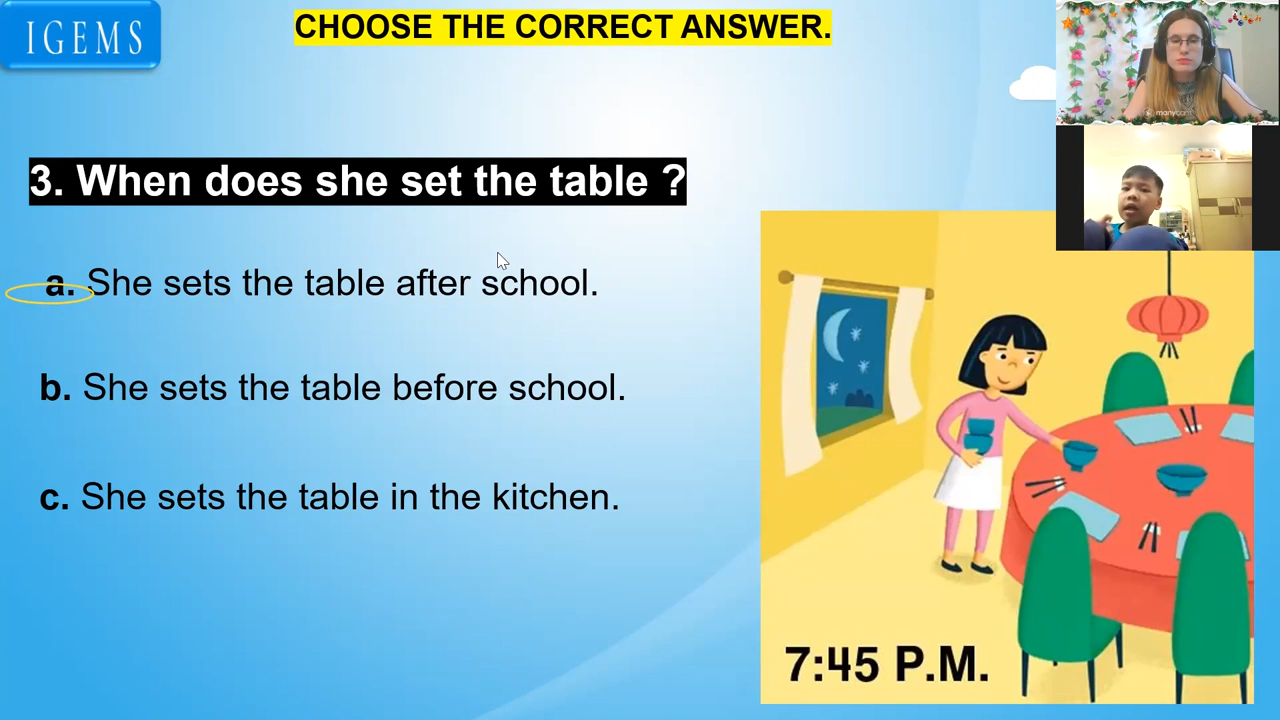 IGEMS
CHOOSE THE CORRECT ANSWER.
manycam
3. When does she set the table ?
a. She sets the table after school.
b. She sets the table before school.
c. She sets the table in the kitchen.
7:45 P.M.